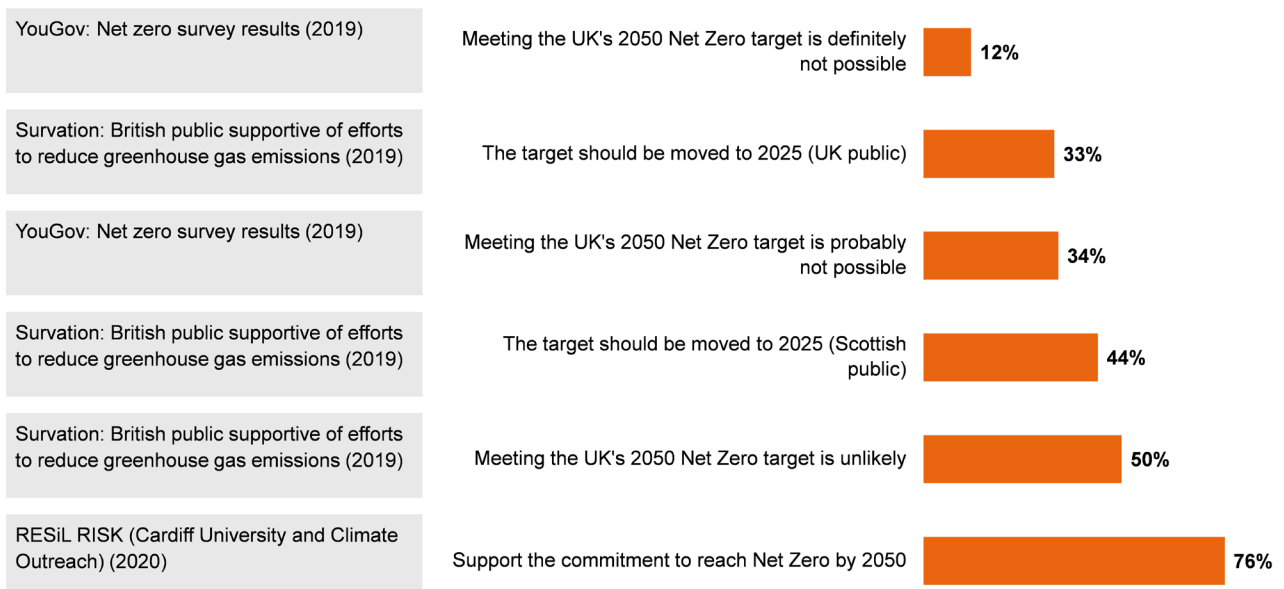 YouGov: Net zero survey results (2019)
Meeting the UK's 2050 Net Zero target is definitely
not possible
12%
Survation: British public supportive of efforts
to reduce greenhouse gas emissions (2019)
The target should be moved to 2025 (UK public)
33%
YouGov: Net zero survey results (2019)
Meeting the UK's 2050 Net Zero target is probably
not possible
34%
Survation: British public supportive of efforts
to reduce greenhouse gas emissions (2019)
The target should be moved to 2025 (Scottish
public)
44%
Survation: British public supportive of efforts
to reduce greenhouse gas emissions (2019)
Meeting the UK's 2050 Net Zero target is unlikely
50%
RESiL RISK (Cardiff University and Climate
Outreach) (2020)
Support the commitment to reach Net Zero by 2050
76%